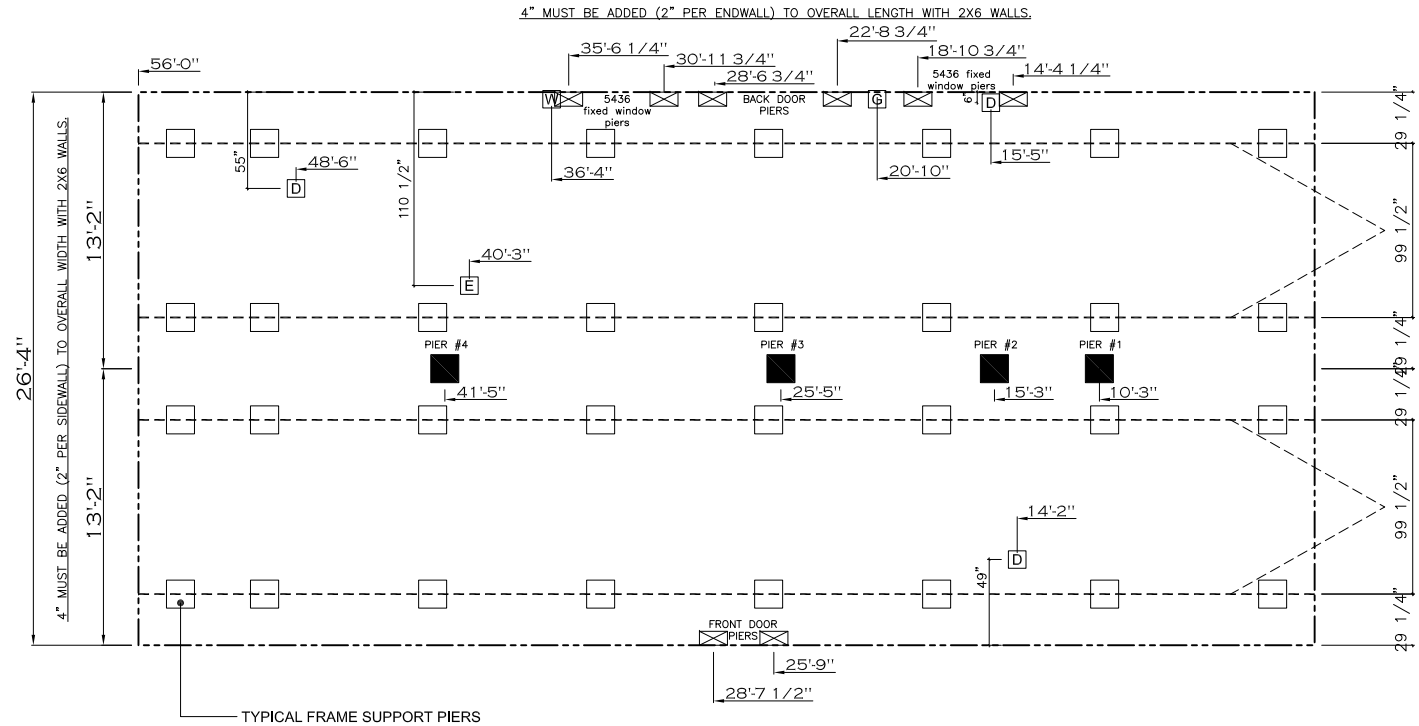 4" MUST BE ADDED (2" PER ENDWALL) TO OVERALL LENGTH WITH 2X6 WALLS.
22'-8 3/4"
35'-6 1/4"
18'-10 3/4"
56'-0"
30'-11 3/4"
28'-6 3/4"
14'-4 1/4"
5436 fixed
window piers
W
5436
fixed window
piers
BACK DOOR
PIERS
G
6"
D
29 1/4"
4" MUST BE ADDED (2" PER SIDEWALL) TO OVERALL WIDTH WITH 2X6 WALLS.
13'-2"
55"
48'-6"
D
110 1/2"
36'-4"
20'-10"
15'-5"
99 1/2"
40'-3"
E
26'-4"
PIER #4
PIER #3
PIER #2
PIER #1
29 1/4"
41'-5"
25'-5"
15'-3"
10'-3"
29 1/4"
13'-2"
14'-2"
D
49"
99 1/2"
FRONT DOOR
PIERS
29 1/4"
25'-9"
28'-7 1/2"
TYPICAL FRAME SUPPORT PIERS